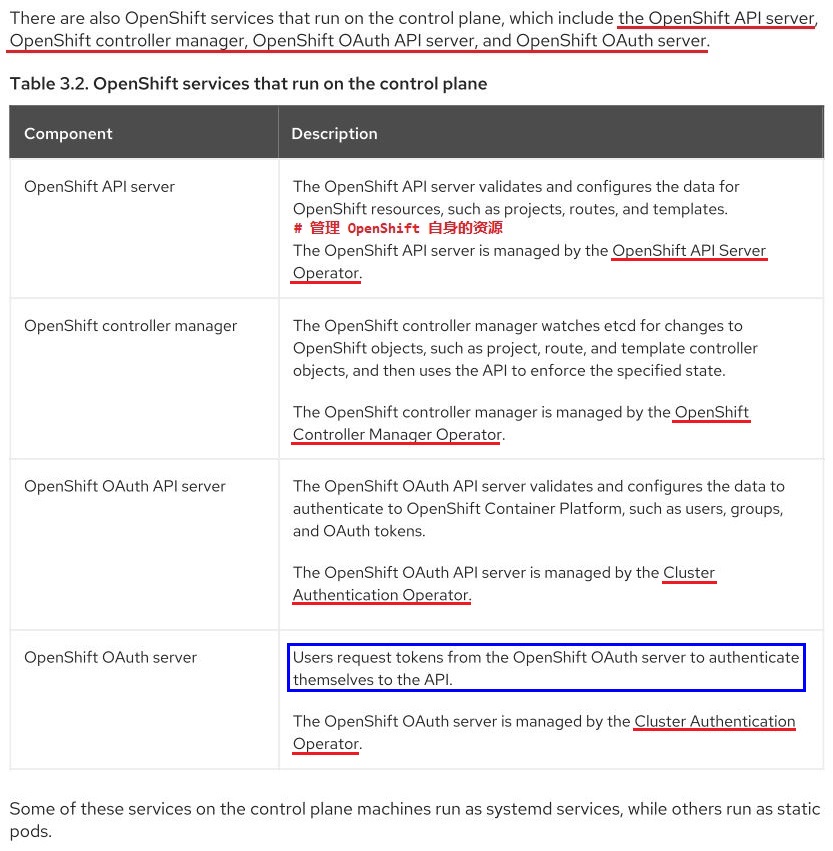 There are also OpenShift services that run on the control plane, which include the OpenShift API server,
OpenShift controller manager, OpenShift OAuth API server, and OpenShift OAuth server.
Table 3.2. OpenShift services that run on the control plane
Component
Description
OpenShift API server
The OpenShift API server validates and configures the data for
OpenShift resources, such as projects, routes, and templates.
# 管理 OpenShift 自身的资源
The OpenShift API server is managed by the OpenShift API Server
Operator.
OpenShift controller manager
The OpenShift controller manager watches etcd for changes to
OpenShift objects, such as project, route, and template controller
objects, and then uses the API to enforce the specified state.
The OpenShift controller manager is managed by the OpenShift
Controller Manager Operator.
OpenShift OAuth API server
The OpenShift OAuth API server validates and configures the data to
authenticate to OpenShift Container Platform, such as users, groups,
and OAuth tokens.
The OpenShift OAuth API server is managed by the Cluster
Authentication Operator.
OpenShift OAuth server
Users request tokens from the OpenShift OAuth server to authenticate
themselves to the API.
The OpenShift OAuth server is managed by the Cluster Authentication
Operator.
Some of these services on the control plane machines run as systemd services, while others run as static
pods.